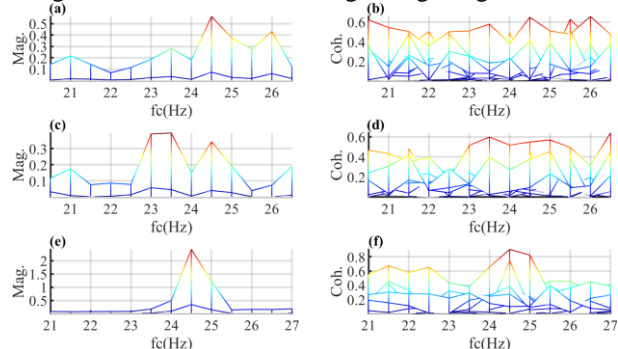 (a) (b)
Mag. 0.5 0.4 0.3 0.2 0.1
21 22 23 24 25 26
fc(Hz)
Coh. 0.6 0.4 0.2
21 22 23 24 25 26
fc(Hz)
(c) (d)
Mag. 0.3 0.2 0.1
21 22 23 24 25 26
fc(Hz)
Coh. 0.6 0.4 0.2
21 22 23 24 25 26
fc(Hz)
(e) (f)
Mag. 2 1.5 1 0.5
21 22 23 24 25 26 27
fc(Hz)
Coh. 0.8 0.6 0.4 0.2
21 22 23 24 25 26 27
fc(Hz)